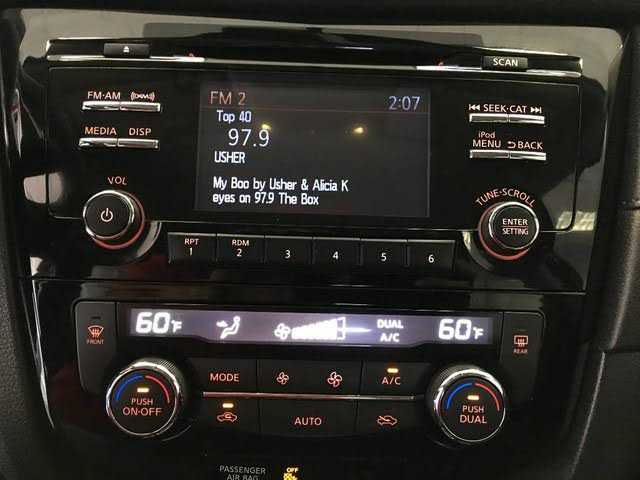 SCAN
FM·AM
MEDIA DISP
FM 2 2:07
Top 40
97.9
USHER
My Boo by Usher & Alicia K
eyes on 97.9 The Box
SEEK·CAT
iPod
MENU BACK
VOL
TUNE·SCROLL
ENTER
SETTING
RPT
1
RDM
2
3 4 5 6
60°F DUAL 60°F
A/C
FRONT
REAR
MODE A/C
PUSH
ON·OFF
AUTO
PUSH
DUAL
PASSENGER
AIR BAG
OFF